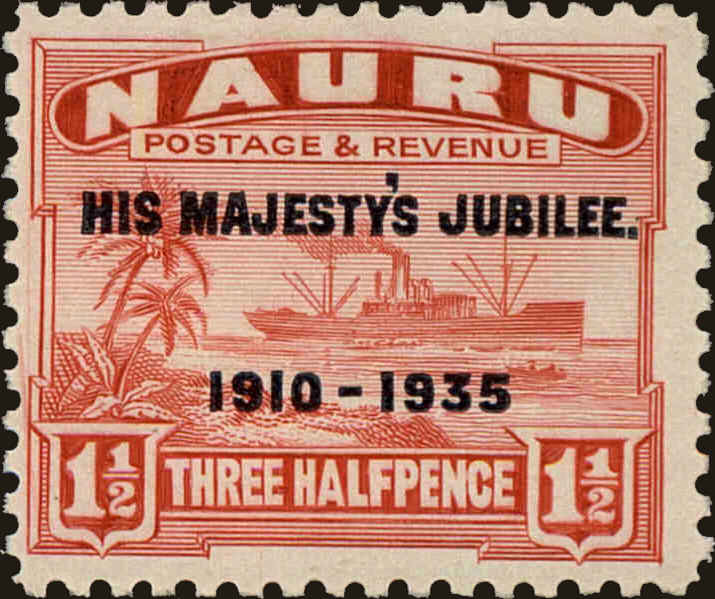 NAURU
POSTAGE & REVENUE
HIS MAJESTY'S JUBILEE.
1910 - 1935
1½ THREE HALFPENCE 1½